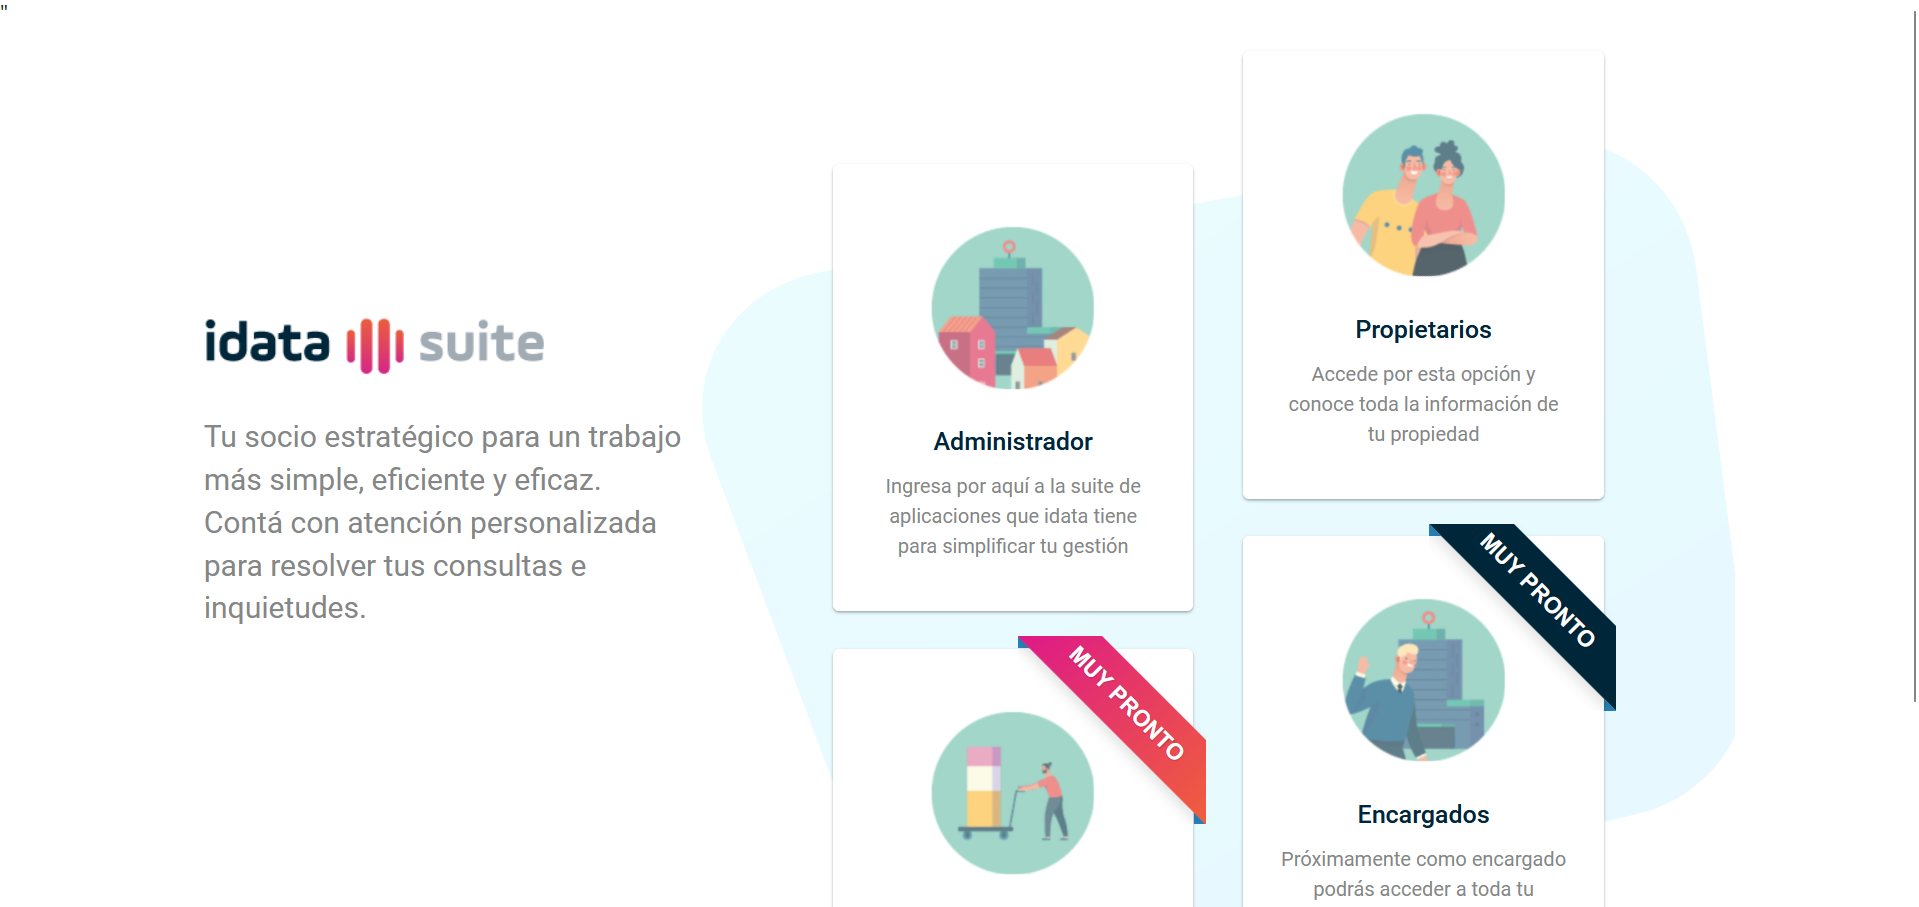 "
idata suite
Tu socio estratégico para un trabajo
más simple, eficiente y eficaz.
Contá con atención personalizada
para resolver tus consultas e
inquietudes.
Administrador
Ingresa por aquí a la suite de
aplicaciones que idata tiene
para simplificar tu gestión
Propietarios
Accede por esta opción y
conoce toda la información de
tu propiedad
MUY PRONTO
MUY PRONTO
Encargados
Próximamente como encargado
podrás acceder a toda tu